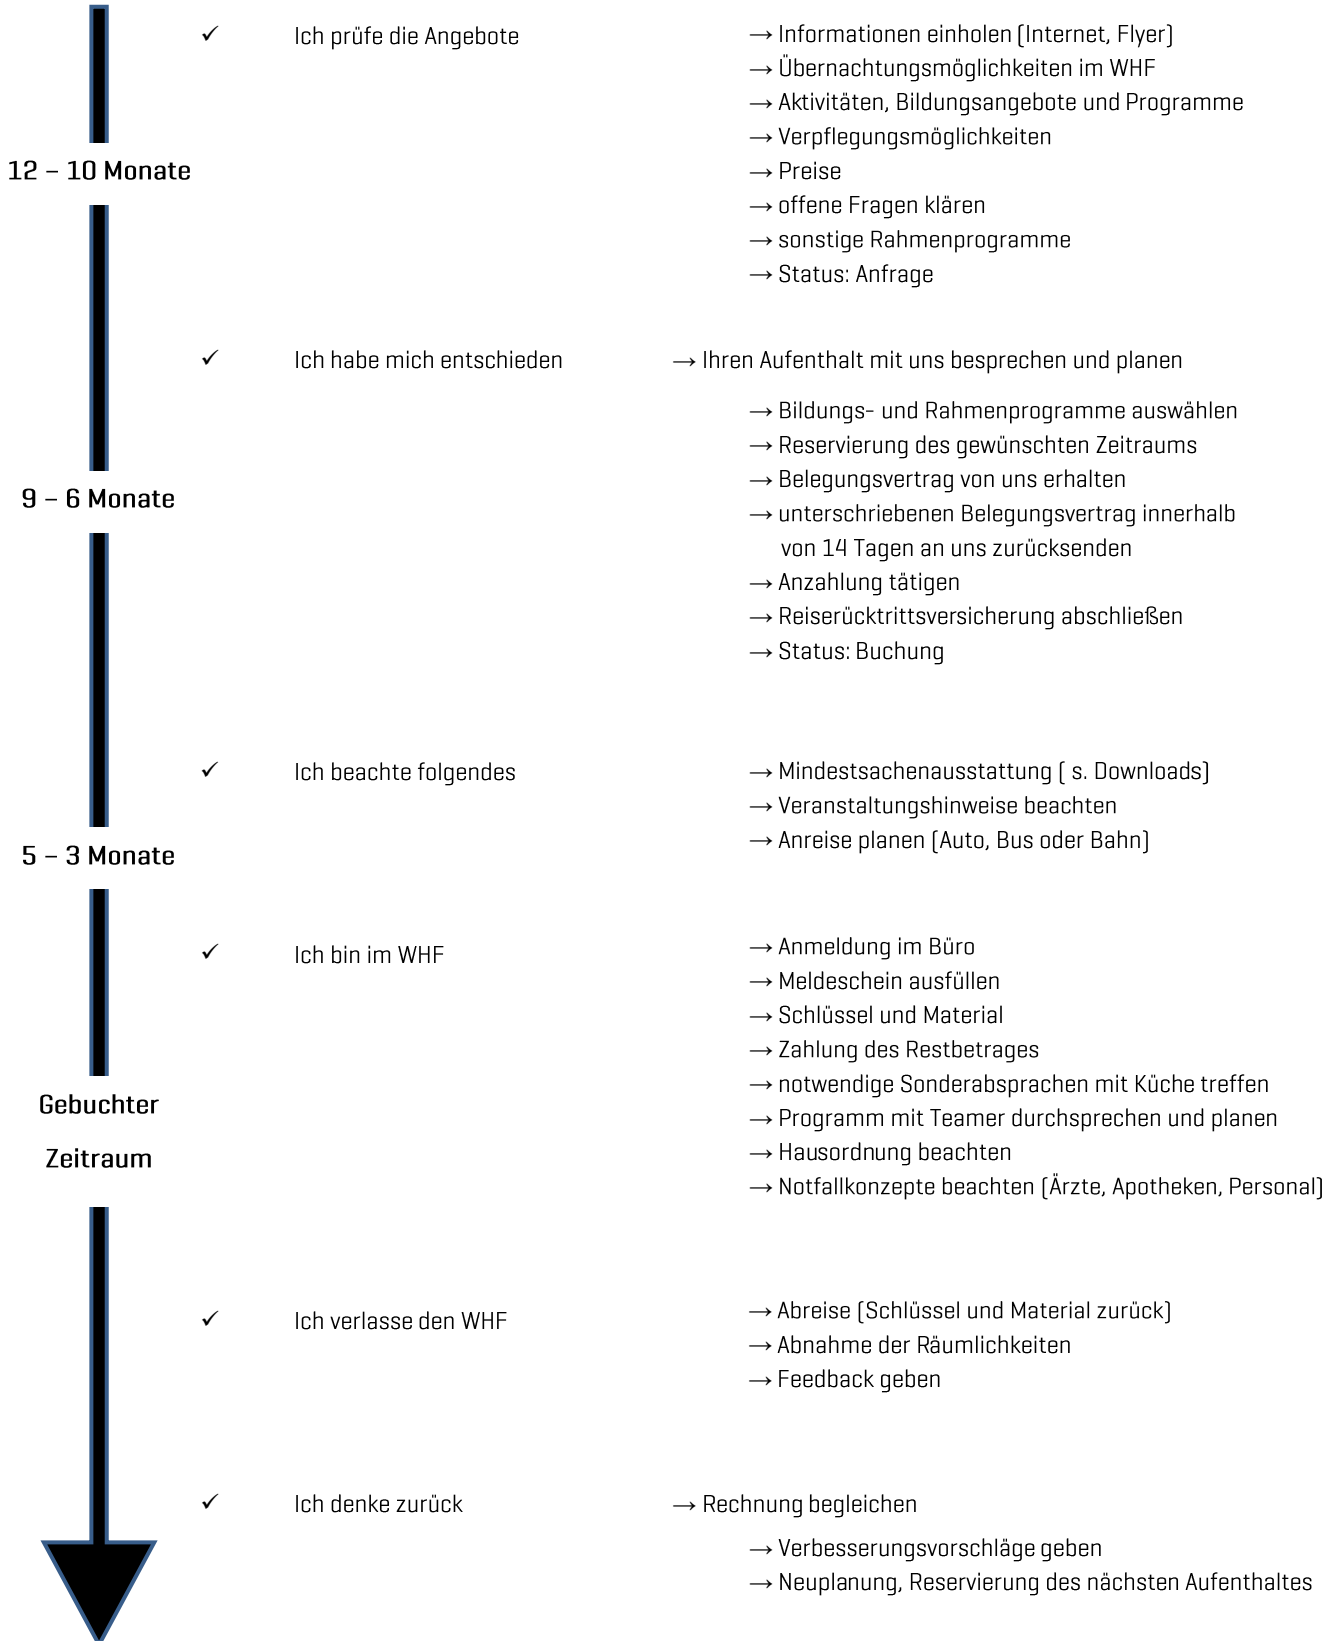 ✓ Ich prüfe die Angebote → Informationen einholen (Internet, Flyer)
→ Übernachtungsmöglichkeiten im WHF
→ Aktivitäten, Bildungsangebote und Programme
→ Verpflegungsmöglichkeiten
12 – 10 Monate → Preise
→ offene Fragen klären
→ sonstige Rahmenprogramme
→ Status: Anfrage
✓ Ich habe mich entschieden → Ihren Aufenthalt mit uns besprechen und planen
→ Bildungs- und Rahmenprogramme auswählen
→ Reservierung des gewünschten Zeitraums
→ Belegungsvertrag von uns erhalten
9 – 6 Monate
→ unterschriebenen Belegungsvertrag innerhalb
von 14 Tagen an uns zurücksenden
→ Anzahlung tätigen
→ Reiserücktrittsversicherung abschließen
→ Status: Buchung
✓ Ich beachte folgendes → Mindestsachenausstattung ( s. Downloads)
→ Veranstaltungshinweise beachten
→ Anreise planen (Auto, Bus oder Bahn)
5 – 3 Monate
✓ Ich bin im WHF → Anmeldung im Büro
→ Meldeschein ausfüllen
→ Schlüssel und Material
→ Zahlung des Restbetrages
→ notwendige Sonderabsprachen mit Küche treffen
Gebuchter
→ Programm mit Teamer durchsprechen und planen
Zeitraum → Hausordnung beachten
→ Notfallkonzepte beachten (Ärzte, Apotheken, Personal)
✓ Ich verlasse den WHF → Abreise (Schlüssel und Material zurück)
→ Abnahme der Räumlichkeiten
→ Feedback geben
✓ Ich denke zurück → Rechnung begleichen
→ Verbesserungsvorschläge geben
→ Neuplanung, Reservierung des nächsten Aufenthaltes